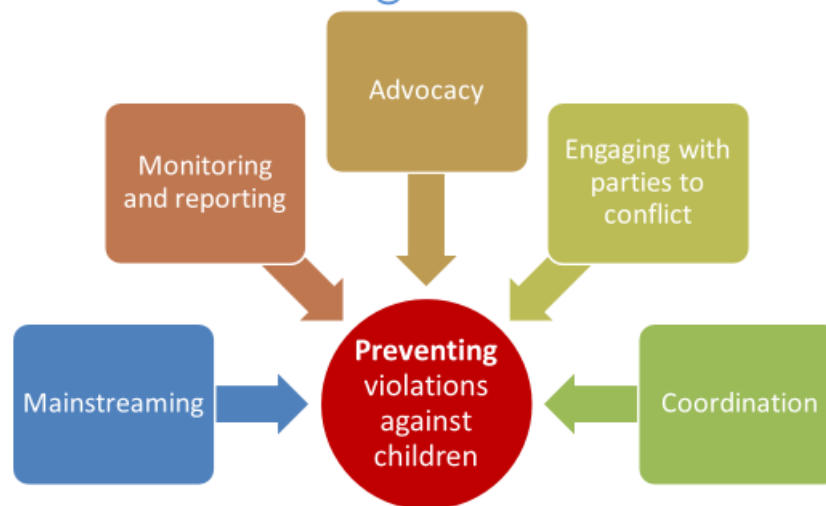 Advocacy
Monitoring
and reporting
Engaging with
parties to
conflict
Mainstreaming
Preventing
violations
against
children
Coordination